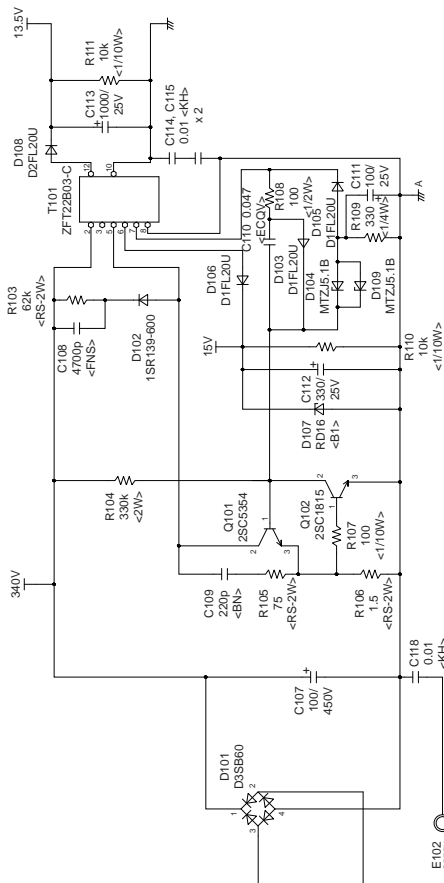 13.5V
R111
10k
<1/10W>
C113
1000/
25V
+
D108
D2FL20U
12
10
T101
ZFT22B03-C
2
3
5
4
6
7
8
C114, C115
0.01 <KH>
x 2
R103
62k
<RS-2W>
C108
4700p
<FNS>
D102
1SR139-600
D106
D1FL20U
C110 0.047
<ECQV>
R108
100
<1/2W>
D103
D1FL20U
D105
D1FL20U
D104
MTZJ5.1B
D109
MTZJ5.1B
R109
330
<1/4W>
C111
100/
25V
+
A
15V
R110
10k
<1/10W>
C112
330/
25V
+
D107
RD16
<B1>
340V
R104
330k
<2W>
Q101
2SC5354
1
2
3
Q102
2SC1815
1
2
3
R107
100
<1/10W>
C109
220p
<BN>
R105
75
<RS-2W>
R106
1.5
<RS-2W>
C107
100/
450V
+
C118
0.01
<KH>
D101
D3SB60
1
2
3
4
E102